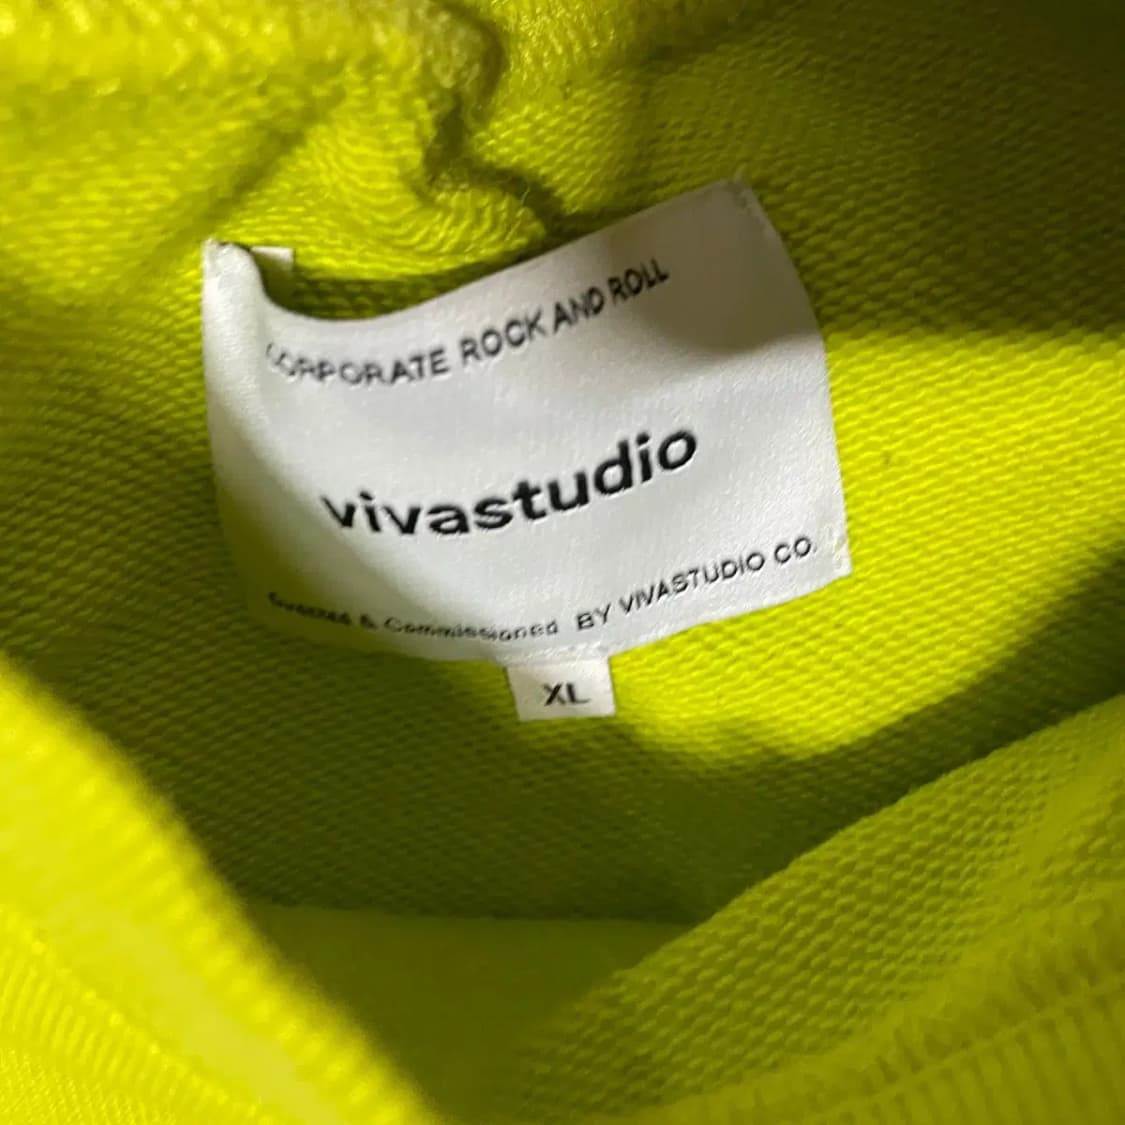 CORPORATE ROCK AND ROLL
vivastudio
& Commissioned BY VIVASTUDIO CO.
XL